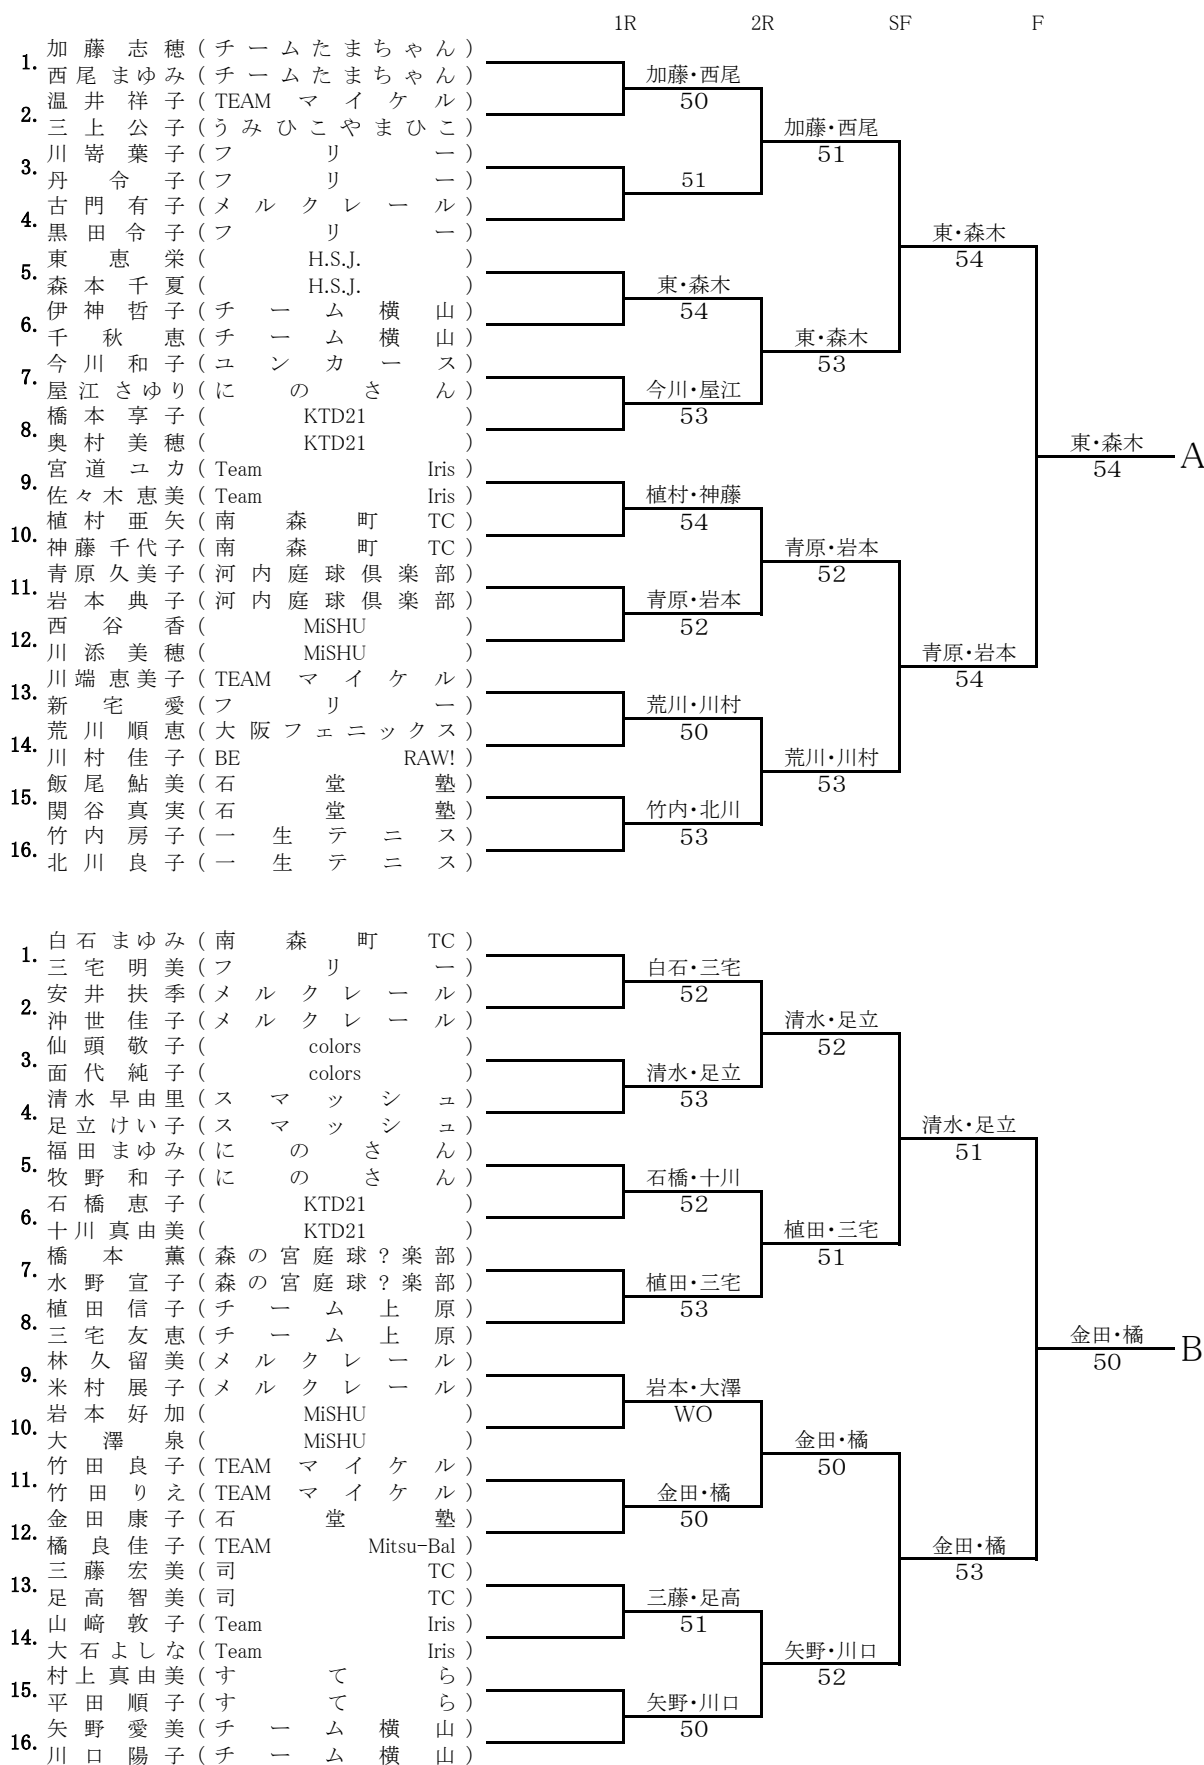 1R 2R SF F
1. 加藤志穂(チームたまちゃん)
西尾まゆみ(チームたまちゃん)
加藤・西尾
50
2. 温井祥子(TEAM マイケル)
三上公子(うみひこやまひこ)
加藤・西尾
51
3. 川嵜葉子(フリー)
丹令子(フリー)
51
4. 古門有子(メルクレール)
黒田令子(フリー)
東・森木
54
5. 東恵栄(H.S.J.)
森本千夏(H.S.J.)
東・森木
54
6. 伊神哲子(チーム横山)
千秋恵(チーム横山)
東・森木
53
7. 今川和子(ユンカース)
屋江さゆり(にのさん)
今川・屋江
53
8. 橋本享子(KTD21)
奥村美穂(KTD21)
東・森木
54
A
9. 宮道ユカ(Team Iris)
佐々木恵美(Team Iris)
植村・神藤
54
10. 植村亜矢(南森町TC)
神藤千代子(南森町TC)
青原・岩本
52
11. 青原久美子(河内庭球倶楽部)
岩本典子(河内庭球倶楽部)
青原・岩本
52
12. 西谷香(MiSHU)
川添美穂(MiSHU)
青原・岩本
54
13. 川端恵美子(TEAM マイケル)
新宅愛(フリー)
荒川・川村
50
14. 荒川順恵(大阪フェニックス)
川村佳子(BE RAW!)
荒川・川村
53
15. 飯尾鮎美(石堂塾)
関谷真実(石堂塾)
竹内・北川
53
16. 竹内房子(一生テニス)
北川良子(一生テニス)
1. 白石まゆみ(南森町TC)
三宅明美(フリー)
白石・三宅
52
2. 安井扶季(メルクレール)
沖世佳子(メルクレール)
清水・足立
52
3. 仙頭敬子(colors)
面代純子(colors)
清水・足立
53
4. 清水早由里(スマッシュ)
足立けい子(スマッシュ)
清水・足立
51
5. 福田まゆみ(にのさん)
牧野和子(にのさん)
石橋・十川
52
6. 石橋恵子(KTD21)
十川真由美(KTD21)
植田・三宅
51
7. 橋本薫(森の宮庭球?楽部)
水野宣子(森の宮庭球?楽部)
植田・三宅
53
8. 植田信子(チーム上原)
三宅友恵(チーム上原)
金田・橘
50
B
9. 林久留美(メルクレール)
米村展子(メルクレール)
岩本・大澤
WO
10. 岩本好加(MiSHU)
大澤泉(MiSHU)
金田・橘
50
11. 竹田良子(TEAM マイケル)
竹田りえ(TEAM マイケル)
金田・橘
50
12. 金田康子(石堂塾)
橘良佳子(TEAM Mitsu-Bal)
金田・橘
53
13. 三藤宏美(司TC)
足高智美(司TC)
三藤・足高
51
14. 山﨑敦子(Team Iris)
大石よしな(Team Iris)
矢野・川口
52
15. 村上真由美(すてら)
平田順子(すてら)
矢野・川口
50
16. 矢野愛美(チーム横山)
川口陽子(チーム横山)